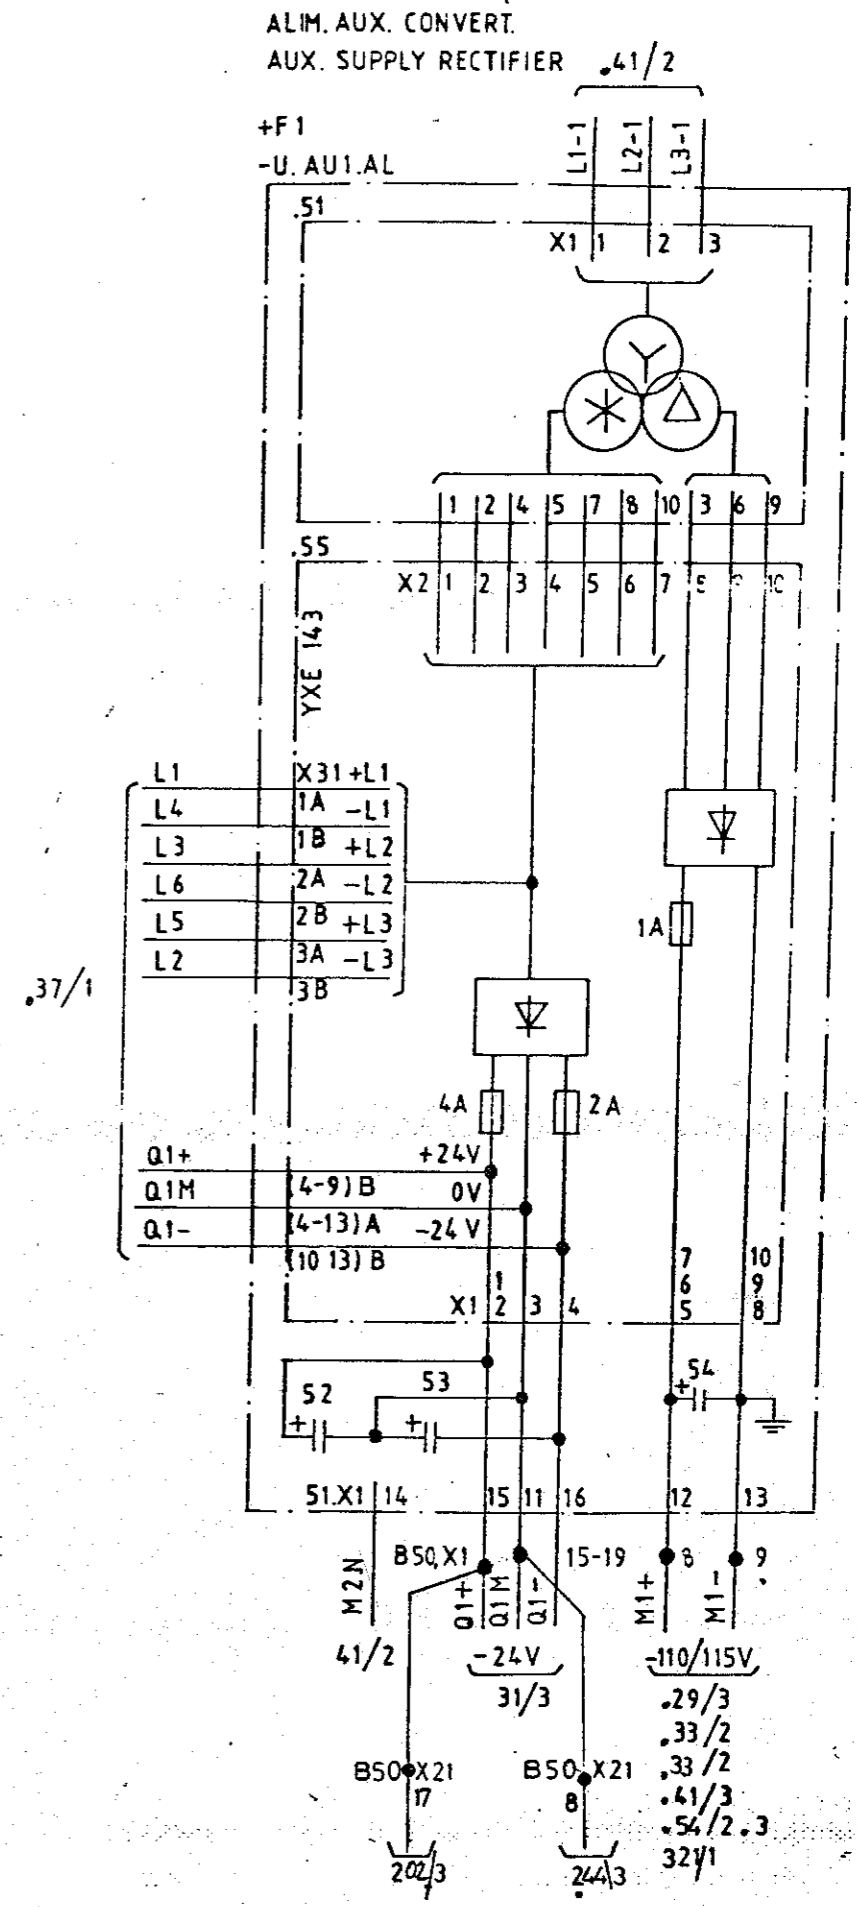 ALIM. AUX. CONVERT.
AUX. SUPPLY RECTIFIER .41/2
+F1
-U. AU1.AL
L1-1 L2-1 L3-1
.51
X1 1 2 3
1 2 4 5 7 8 10 3 6 9
.55
X2 1 2 3 4 5 6 7 10
YXE 143
L1 X31 +L1
L4 1A -L1
L3 1B +L2
L6 2A -L2
L5 2B +L3
L2 3A -L3
3B
.37/1
1A
4A 2A
Q1+ +24V
Q1M (4-9)B 0V
Q1- (4-13)A -24V
(10 13)B
7 10
6 9
5 8
1
X1 2 3 4
52 53 54
+ + +
51.X1 14 15 11 16 12 13
B50.X1 15-19 8 9
M2N Q1+ Q1M Q1- M1+ M1-
41/2 -24V -110/115V
31/3
.29/3
.33/2
.33/2
.41/3
.54/2.3
321/1
B50 X21 B50 X21
17 8
202/3 244/3